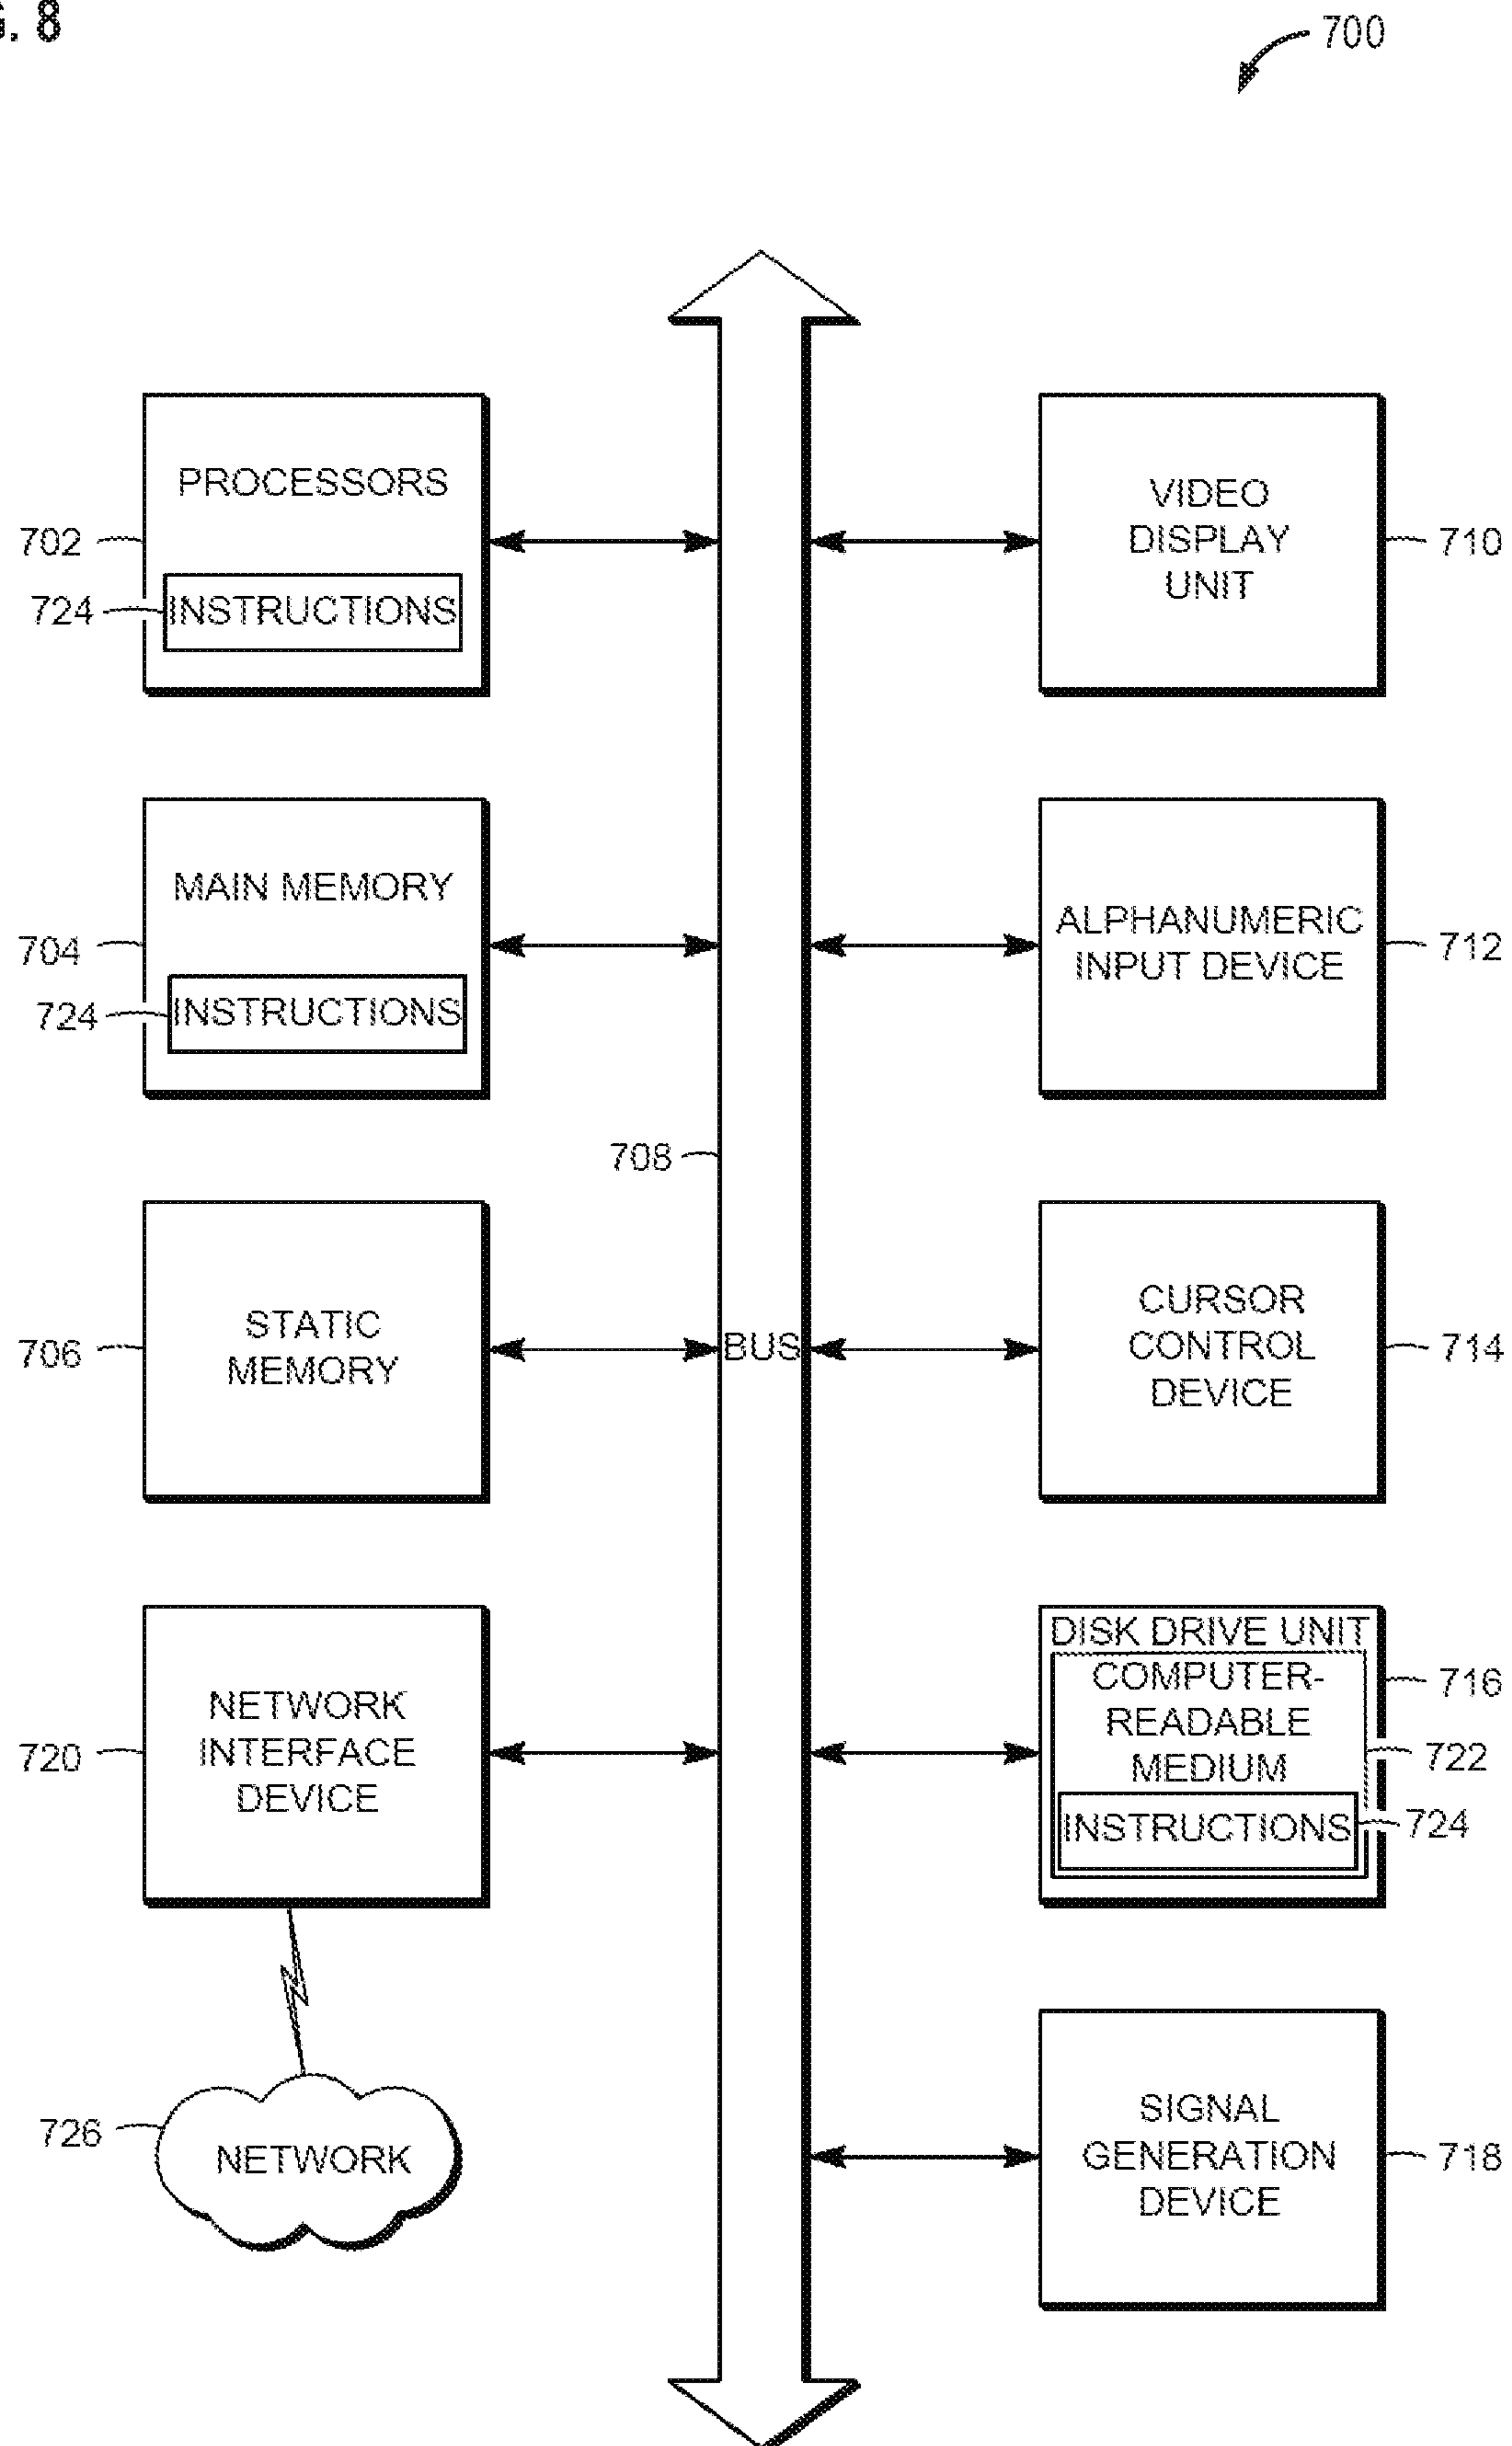 G. 8
700
PROCESSORS
702
724
INSTRUCTIONS
VIDEO
DISPLAY
UNIT
710
MAIN MEMORY
704
724
INSTRUCTIONS
ALPHANUMERIC
INPUT DEVICE
712
708
STATIC
MEMORY
706
BUS
CURSOR
CONTROL
DEVICE
714
NETWORK
INTERFACE
DEVICE
720
DISK DRIVE UNIT
COMPUTER-
READABLE
MEDIUM
716
722
INSTRUCTIONS
724
726
NETWORK
SIGNAL
GENERATION
DEVICE
718